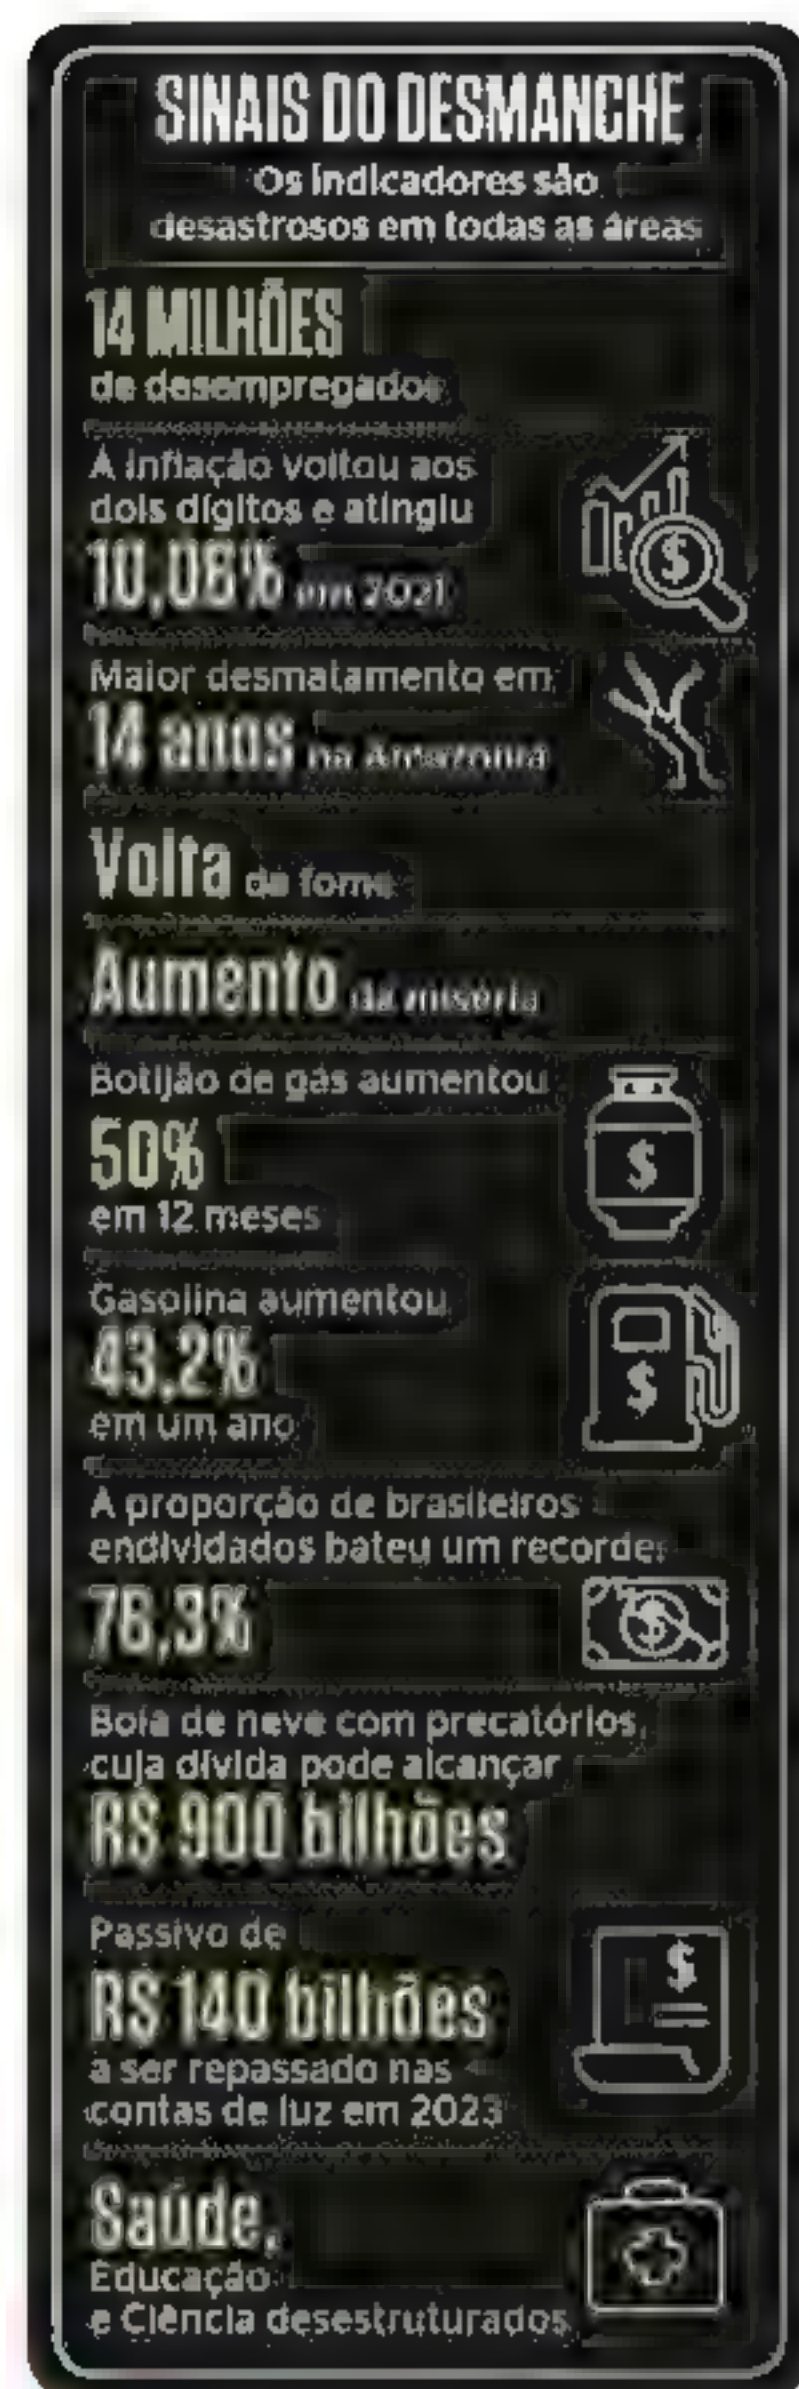 SINAIS DO DESMANCHE
Os indicadores são
desastrosos em todas as áreas
14 MILHÕES
de desempregados
A inflação voltou aos
dois dígitos e atingiu
10,06% em 2021
Maior desmatamento em
14 anos na Amazônia
Volta da fome
Aumento da miséria
Botijão de gás aumentou
50%
em 12 meses
Gasolina aumentou
43,2%
em um ano
A proporção de brasileiros
endividados bateu um recorde:
76,3%
Bola de neve com precatórios,
cuja dívida pode alcançar
R$ 900 bilhões
Passivo de
R$ 140 bilhões
a ser repassado nas
contas de luz em 2023
Saúde,
Educação
e Ciência desestruturados